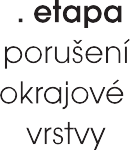 . etapa
porušení
okrajové
vrstvy